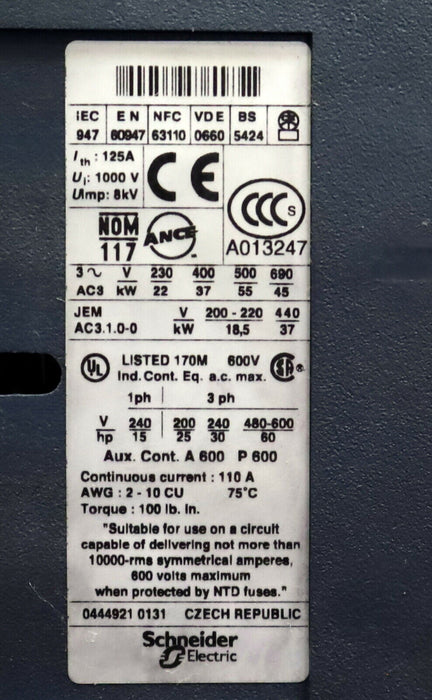 IEC EN NFC VDE BS
947 60947 63110 0660 5424
Ith : 125A
Ui: 1000 V
Uimp: 8kV
CE
CCC S
A013247
NOM
117
ANCE
3 ~ V 230 400 500 690
AC3 kW 22 37 55 45
JEM V 200 - 220 440
AC3.1.0-0 kW 18,5 37
UL LISTED 170M 600V SA ®
Ind. Cont. Eq. a.c. max.
1ph 3 ph
V 240 200 240 480-600
hp 15 25 30 60
Aux. Cont. A 600 P 600
Continuous current : 110 A
AWG : 2 - 10 CU 75°C
Torque : 100 lb. in.
"Suitable for use on a circuit
capable of delivering not more than
10000-rms symmetrical amperes,
600 volts maximum
when protected by NTD fuses."
0444921 0131 CZECH REPUBLIC
Schneider
Electric